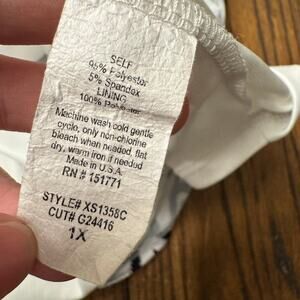 SELF
95% Polyester
5% Spandex
LINING
100% Polyester
Machine wash cold gentle
cycle, only non-chlorine
bleach when needed, flat
dry, warm iron if needed
Made in U.S.A.
RN # 151771
STYLE# XS1358C
CUT# G24416
1X